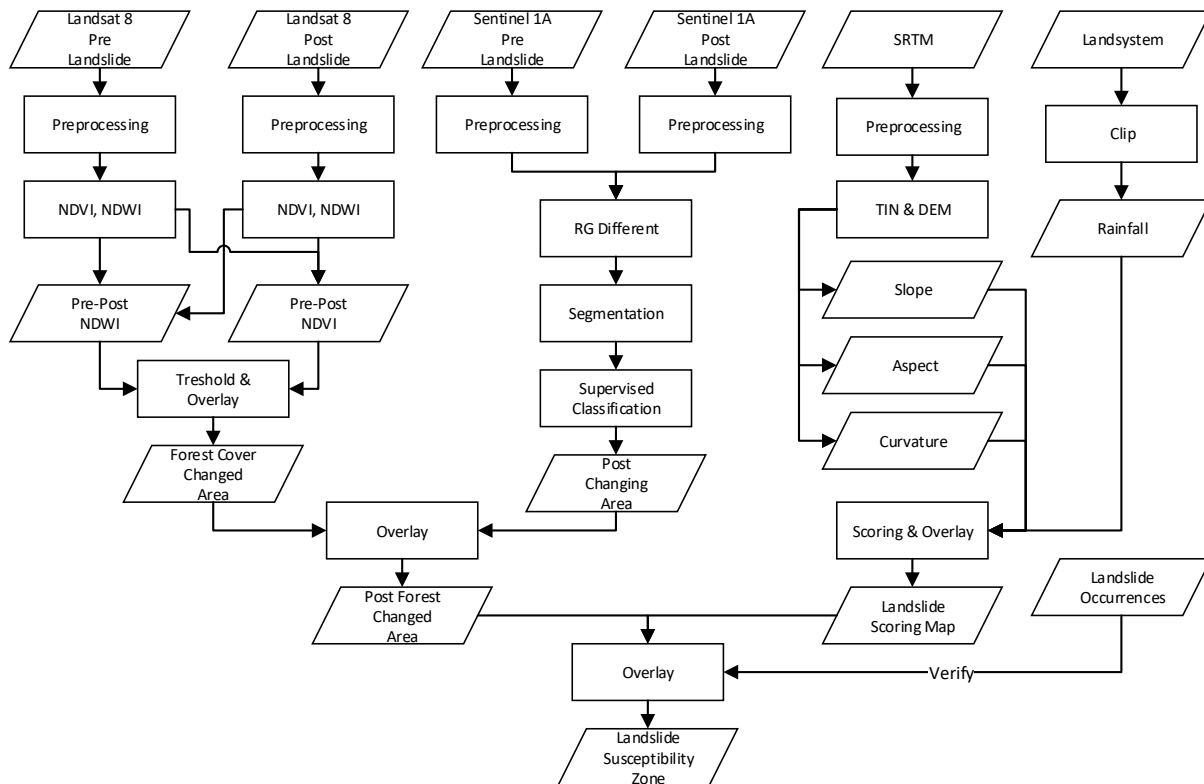 Landsat 8
Pre
Landslide
Landsat 8
Post
Landslide
Sentinel 1A
Pre
Landslide
Sentinel 1A
Post
Landslide
SRTM
Landsystem
Preprocessing
Preprocessing
Preprocessing
Preprocessing
Preprocessing
Clip
NDVI, NDWI
NDVI, NDWI
RG Different
TIN & DEM
Rainfall
Pre-Post
NDWI
Pre-Post
NDVI
Segmentation
Slope
Treshold &
Overlay
Supervised
Classification
Aspect
Curvature
Forest Cover
Changed
Area
Post
Changing
Area
Overlay
Scoring & Overlay
Post Forest
Changed
Area
Landslide
Scoring Map
Landslide
Occurrences
Overlay
Verify
Landslide
Susceptibility
Zone